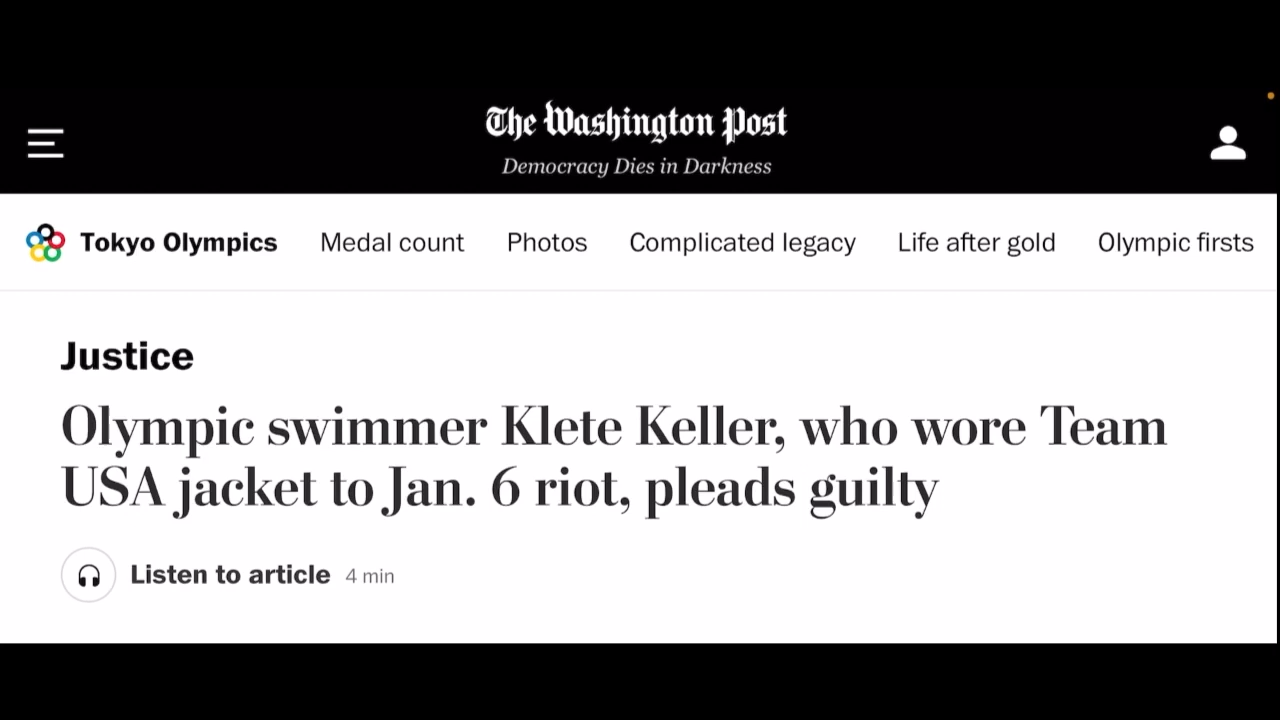 The Washington Post
Democracy Dies in Darkness
Tokyo Olympics Medal count Photos Complicated legacy Life after gold Olympic firsts
Justice
Olympic swimmer Klete Keller, who wore Team
USA jacket to Jan. 6 riot, pleads guilty
Listen to article 4 min